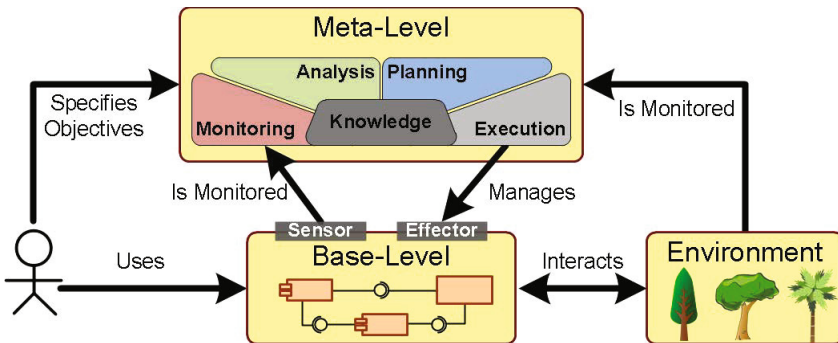 Meta-Level
Analysis
Planning
Specifies
Objectives
Monitoring
Knowledge
Execution
Is Monitored
Is Monitored
Manages
Sensor
Effector
Uses
Base-Level
Interacts
Environment